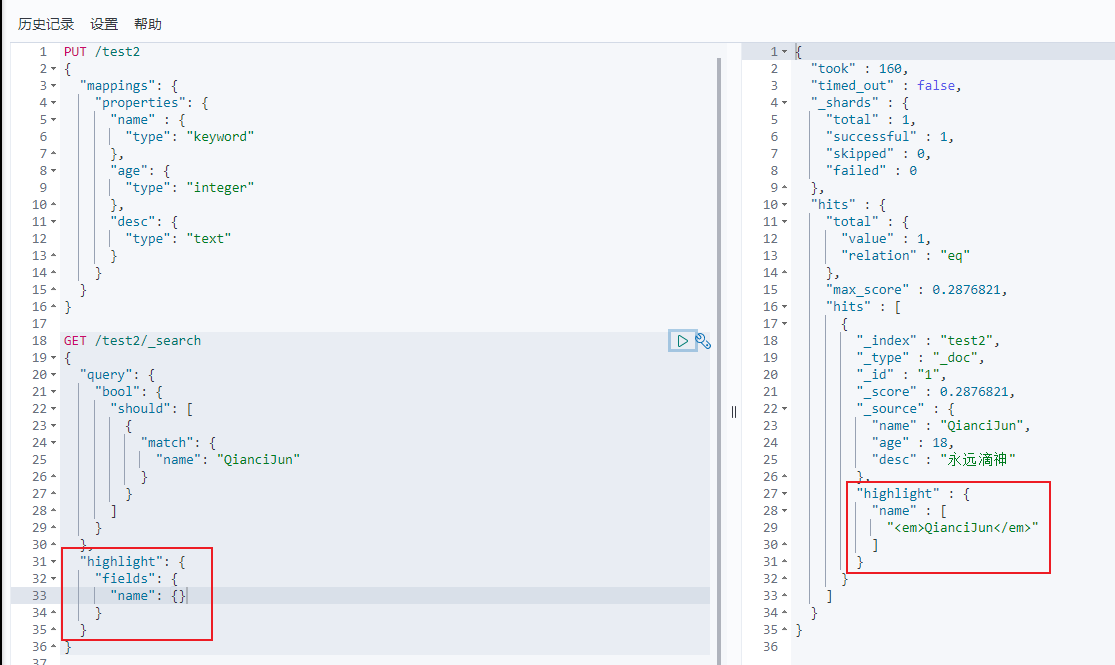 历史记录 设置 帮助
1 PUT /test2
2 {
3 "mappings": {
4 "properties": {
5 "name" : {
6 "type": "keyword"
7 },
8 "age": {
9 "type": "integer"
10 },
11 "desc": {
12 "type": "text"
13 }
14 }
15 }
16 }
17
18 GET /test2/_search
19 {
20 "query": {
21 "bool": {
22 "should": [
23 {
24 "match": {
25 "name": "QianciJun"
26 }
27 }
28 ]
29 }
30 },
31 "highlight": {
32 "fields": {
33 "name": {}
34 }
35 }
36 }
37
1 {
2 "took" : 160,
3 "timed_out" : false,
4 "_shards" : {
5 "total" : 1,
6 "successful" : 1,
7 "skipped" : 0,
8 "failed" : 0
9 },
10 "hits" : {
11 "total" : {
12 "value" : 1,
13 "relation" : "eq"
14 },
15 "max_score" : 0.2876821,
16 "hits" : [
17 {
18 "_index" : "test2",
19 "_type" : "_doc",
20 "_id" : "1",
21 "_score" : 0.2876821,
22 "_source" : {
23 "name" : "QianciJun",
24 "age" : 18,
25 "desc" : "永远滴神"
26 },
27 "highlight" : {
28 "name" : [
29 "<em>QianciJun</em>"
30 ]
31 }
32 }
33 ]
34 }
35 }
36